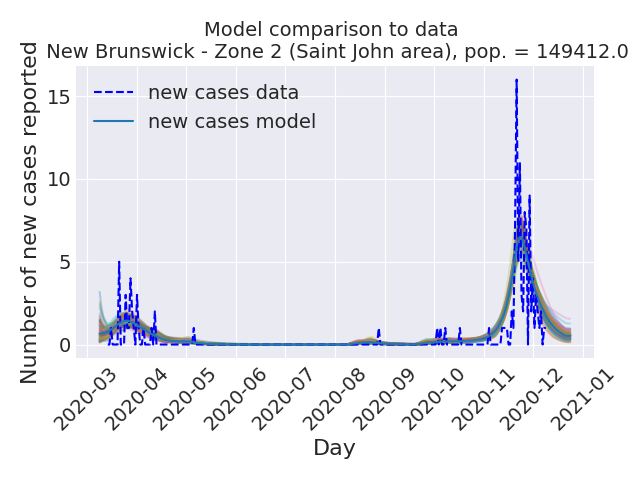 Model comparison to data
New Brunswick - Zone 2 (Saint John area), pop. = 149412.0
new cases data
new cases model
Number of new cases reported
15
10
5
0
2020-03
2020-04
2020-05
2020-06
2020-07
2020-08
2020-09
2020-10
2020-11
2020-12
2021-01
Day